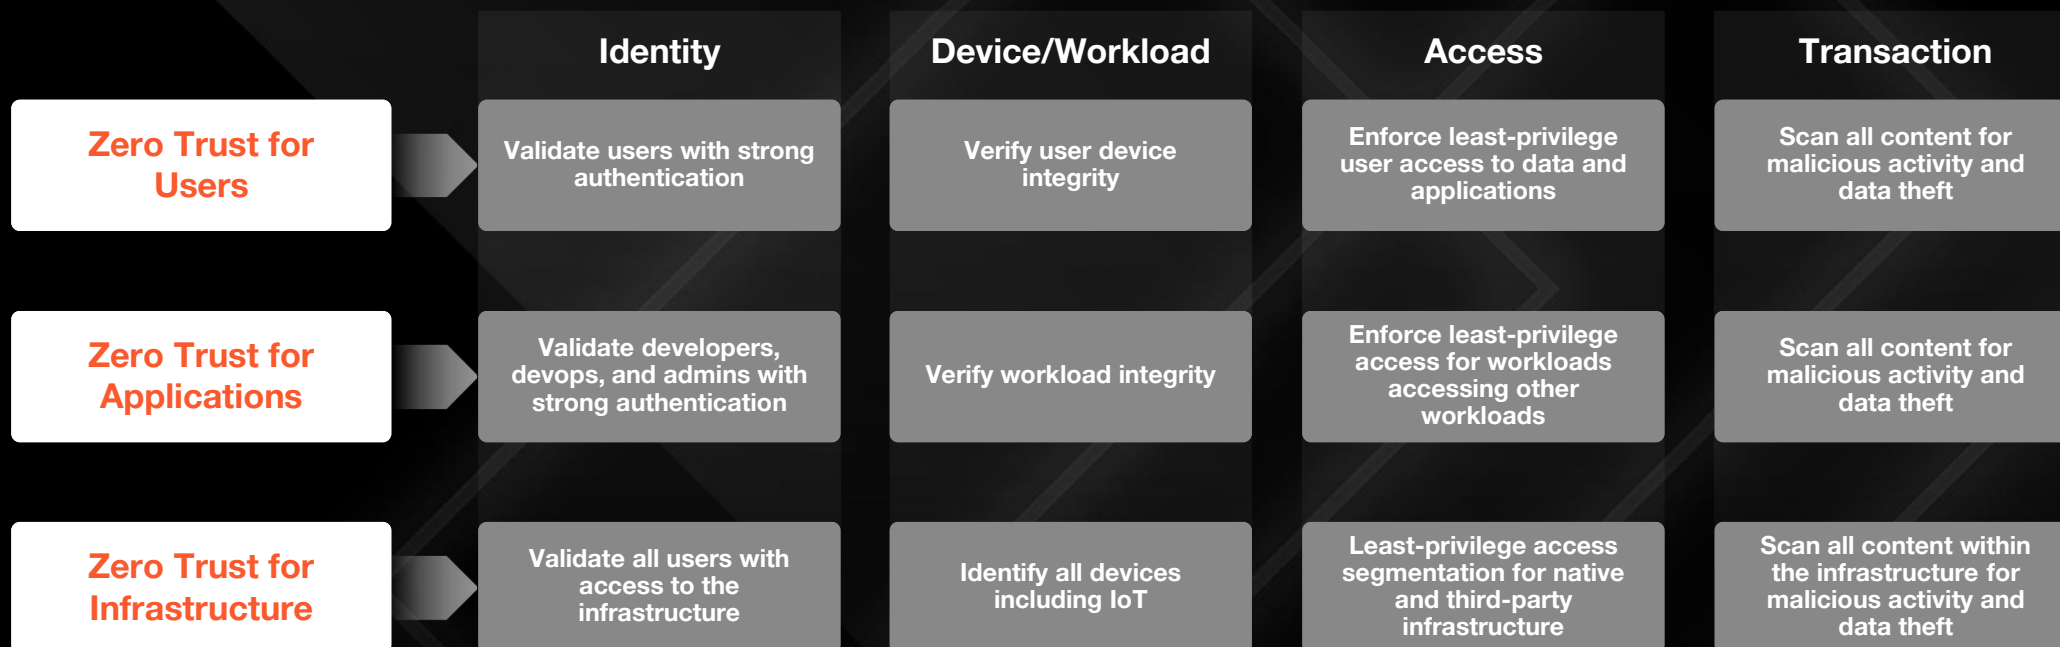 Identity
Device/Workload
Access
Transaction
Zero Trust for
Users
Validate users with strong
authentication
Verify user device
integrity
Enforce least-privilege
user access to data and
applications
Scan all content for
malicious activity and
data theft
Zero Trust for
Applications
Validate developers,
devops, and admins with
strong authentication
Verify workload integrity
Enforce least-privilege
access for workloads
accessing other
workloads
Scan all content for
malicious activity and
data theft
Zero Trust for
Infrastructure
Validate all users with
access to the
infrastructure
Identify all devices
including IoT
Least-privilege access
segmentation for native
and third-party
infrastructure
Scan all content within
the infrastructure for
malicious activity and
data theft